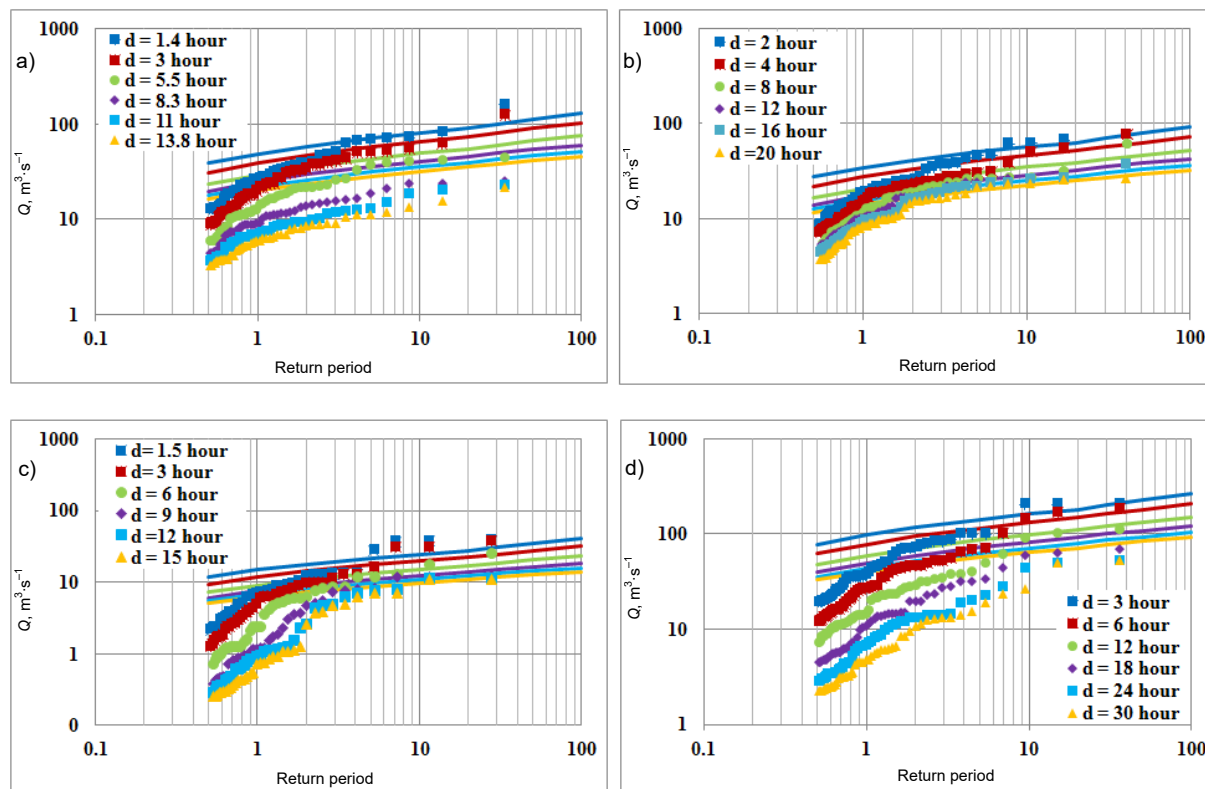 a)
1000
100
10
1
0.1 1 10 100
Q, m³·s⁻¹
Return period
d = 1.4 hour
d = 3 hour
d = 5.5 hour
d = 8.3 hour
d = 11 hour
d = 13.8 hour
b)
1000
100
10
1
0.1 1 10 100
Q, m³·s⁻¹
Return period
d = 2 hour
d = 4 hour
d = 8 hour
d = 12 hour
d = 16 hour
d =20 hour
c)
1000
100
10
1
0
0.1 1 10 100
Q, m³·s⁻¹
Return period
d= 1.5 hour
d= 3 hour
d = 6 hour
d = 9 hour
d =12 hour
d= 15 hour
d)
1000
100
10
1
0.1 1 10 100
Q, m³·s⁻¹
Return period
d = 3 hour
d = 6 hour
d = 12 hour
d = 18 hour
d = 24 hour
d = 30 hour